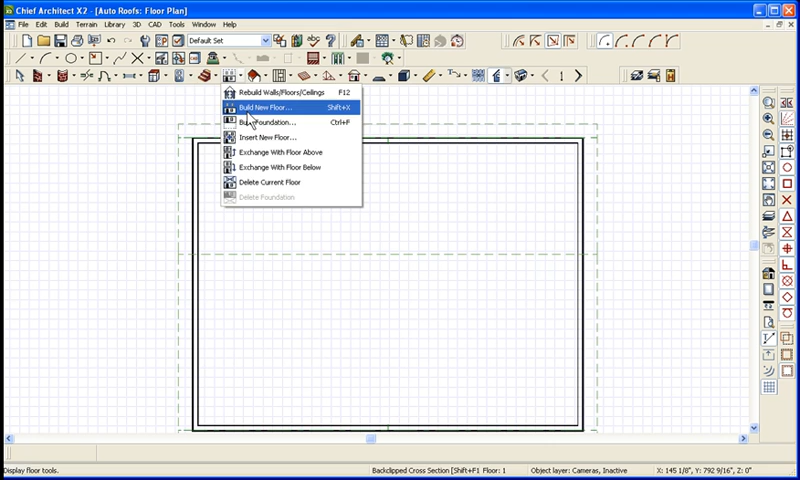 Chief Architect X2 - [Auto Roofs: Floor Plan]
File Edit Build Terrain Library 3D CAD Tools Window Help
Default Set
abc
1
Rebuild Walls/Floors/Ceilings F12
Build New Floor... Shift+X
Build Foundation... Ctrl+F
Insert New Floor...
Exchange With Floor Above
Exchange With Floor Below
Delete Current Floor
Delete Foundation
Display floor tools.
Backclipped Cross Section [Shift+F1 Floor: 1
Object layer: Cameras, Inactive
X: 145 1/8", Y: 792 9/16", Z: 0"